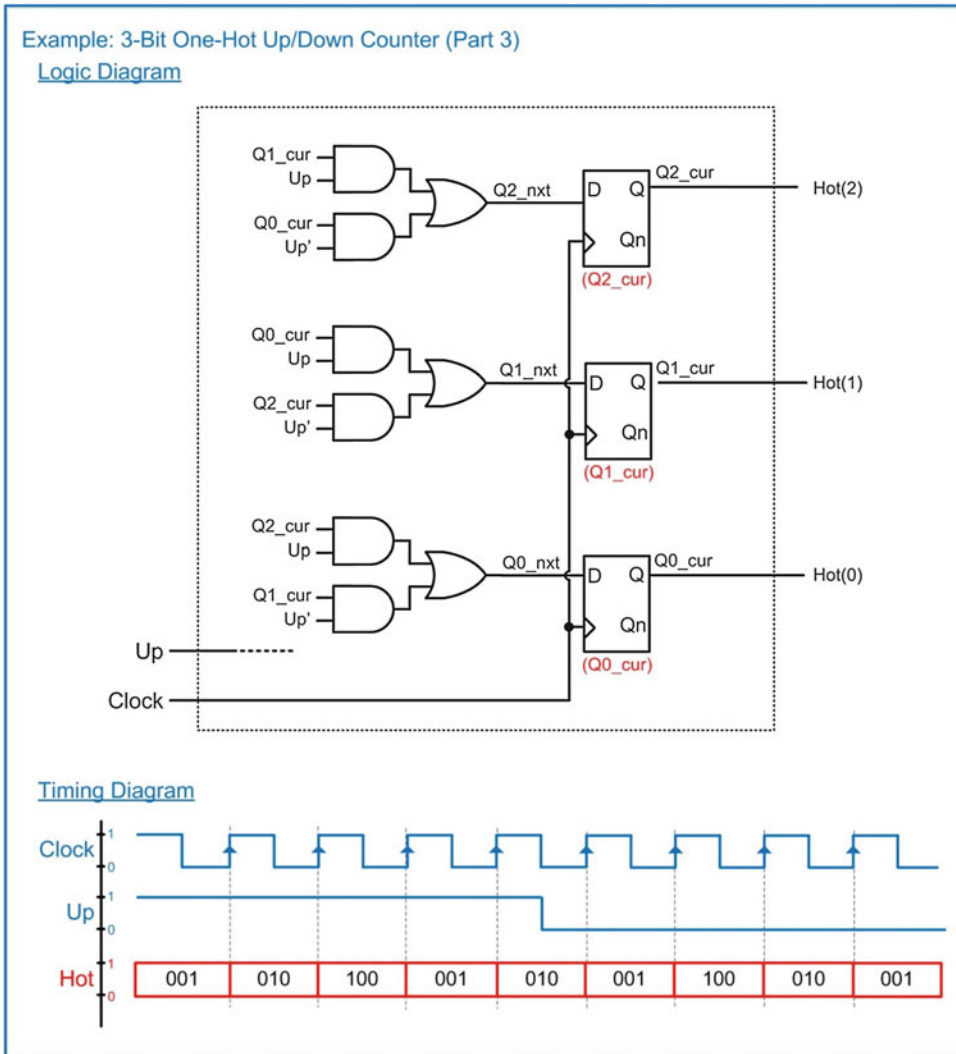 Example: 3-Bit One-Hot Up/Down Counter (Part 3)
Logic Diagram
Q1_cur
Up
Q0_cur
Up'
Q2_nxt
D Q
Qn
(Q2_cur)
Q2_cur
Hot(2)
Q0_cur
Up
Q2_cur
Up'
Q1_nxt
D Q
Qn
(Q1_cur)
Q1_cur
Hot(1)
Q2_cur
Up
Q1_cur
Up'
Q0_nxt
D Q
Qn
(Q0_cur)
Q0_cur
Hot(0)
Up
Clock
Timing Diagram
Clock 1
0
Up 1
0
Hot 1
0
001 010 100 001 010 001 100 010 001